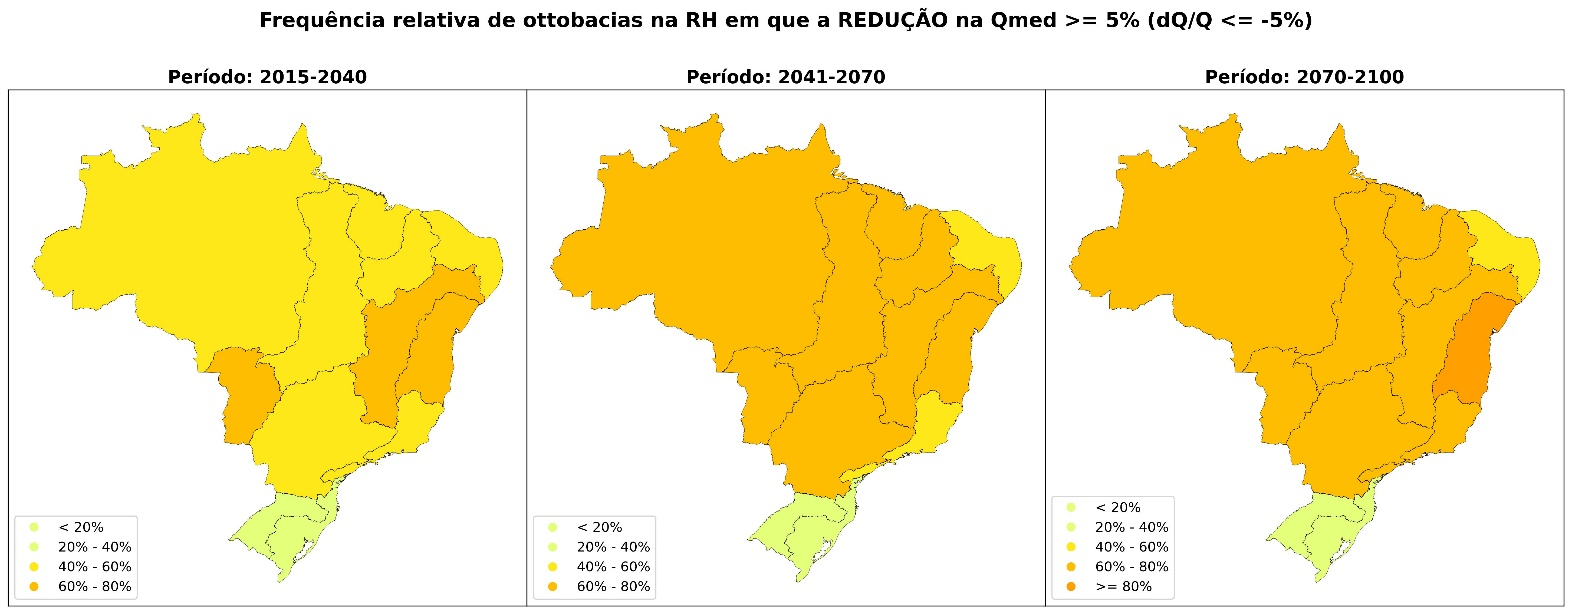 Frequência relativa de ottobacias na RH em que a REDUÇÃO na Qmed >= 5% (dQ/Q <= -5%)
Período: 2015-2040
< 20%
20% - 40%
40% - 60%
60% - 80%
Período: 2041-2070
< 20%
20% - 40%
40% - 60%
60% - 80%
Período: 2070-2100
< 20%
20% - 40%
40% - 60%
60% - 80%
>= 80%